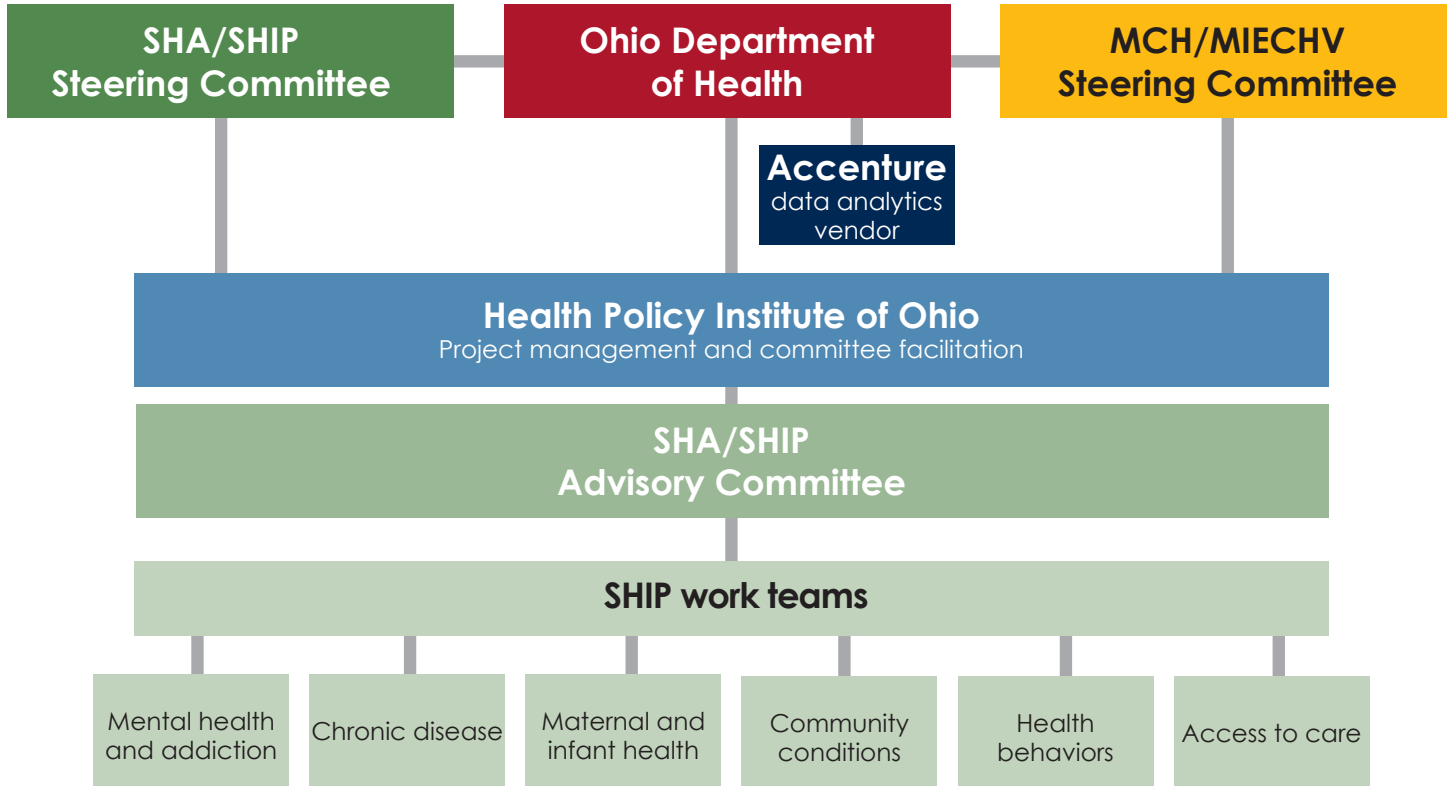 SHA/SHIP
Steering Committee
Ohio Department
of Health
MCH/MIECHV
Steering Committee
Accenture
data analytics
vendor
Health Policy Institute of Ohio
Project management and committee facilitation
SHA/SHIP
Advisory Committee
SHIP work teams
Mental health
and addiction
Chronic disease
Maternal and
infant health
Community
conditions
Health
behaviors
Access to care